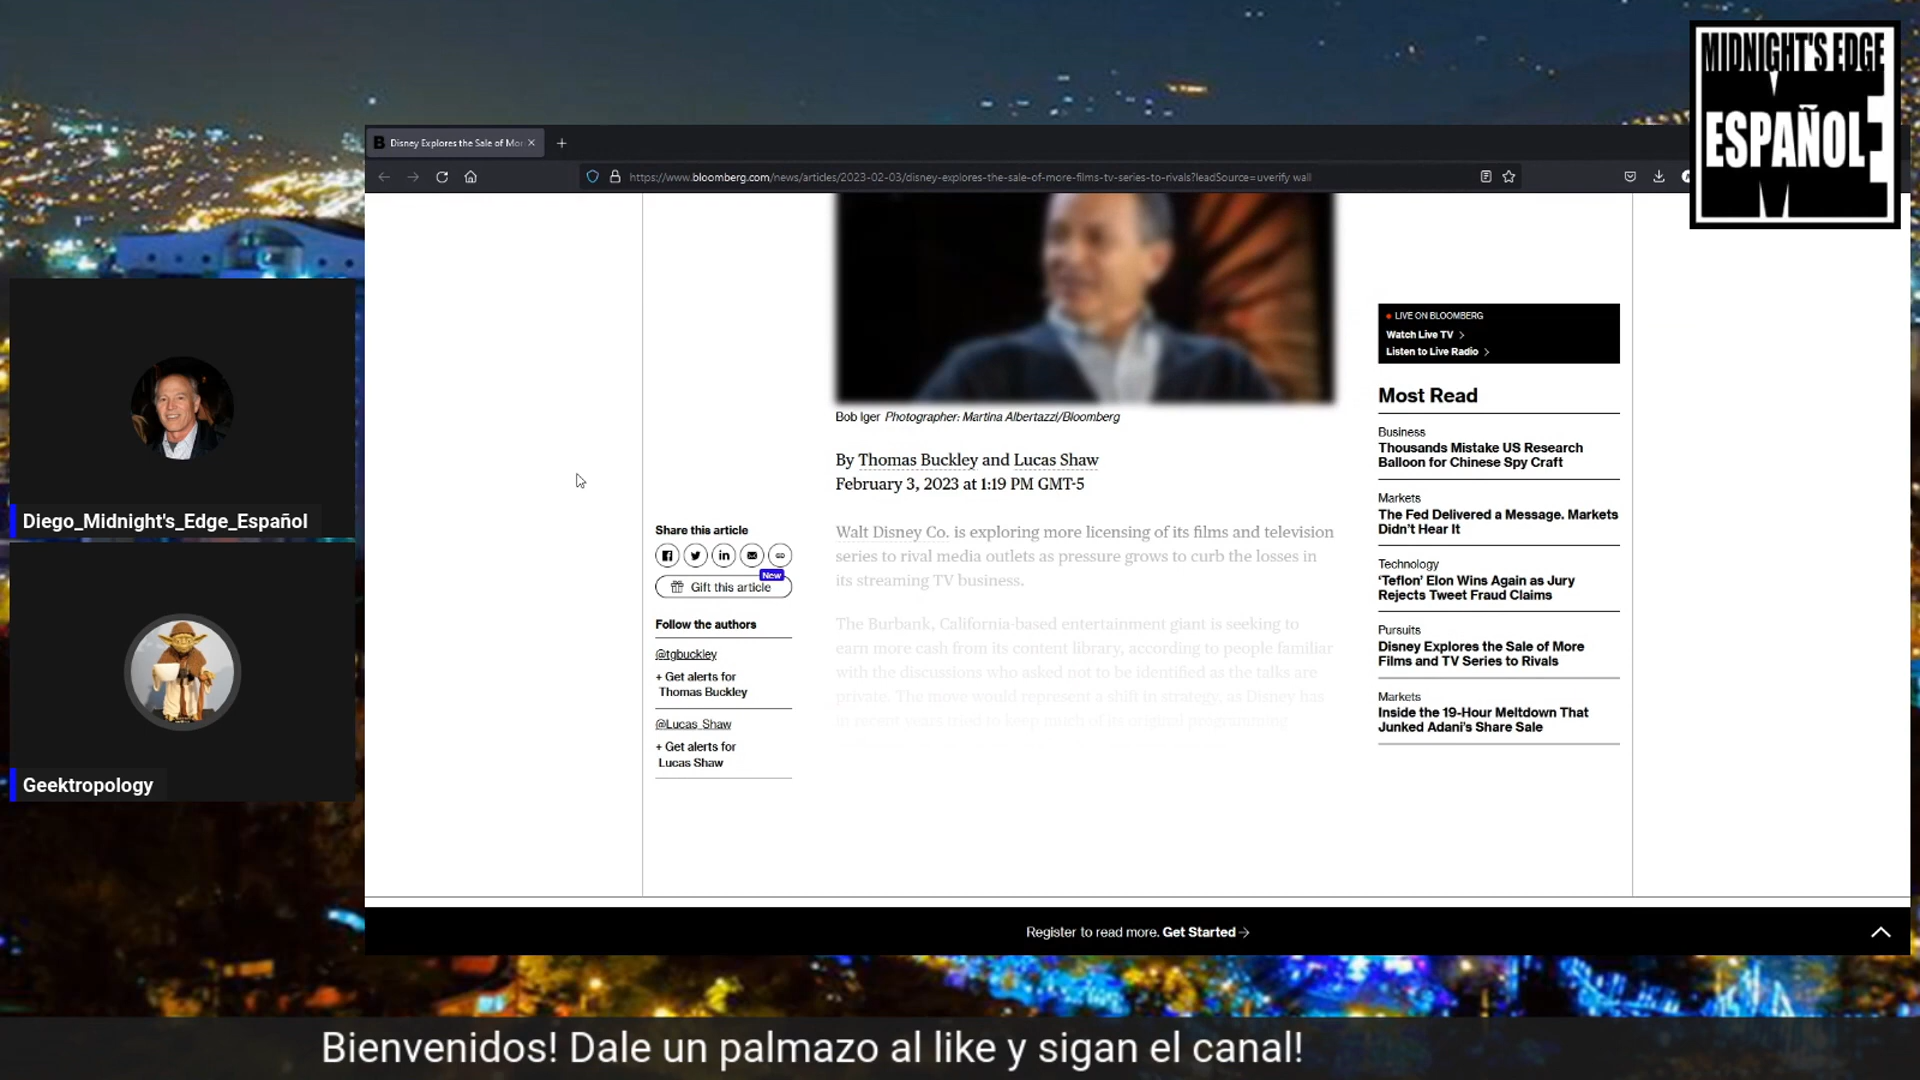 MIDNIGHT'S EDGE
ESPAÑOL
ME
Disney Explores the Sale of Mor
https://www.bloomberg.com/news/articles/2023-02-03/disney-explores-the-sale-of-more-films-tv-series-to-rivals?leadSource=uverify wall
Diego_Midnight's_Edge_Español
Geektropology
Share this article
New
Gift this article
Follow the authors
@tgbuckley
+ Get alerts for
Thomas Buckley
@Lucas_Shaw
+ Get alerts for
Lucas Shaw
Bob Iger Photographer: Martina Albertazzi/Bloomberg
By Thomas Buckley and Lucas Shaw
February 3, 2023 at 1:19 PM GMT-5
Walt Disney Co. is exploring more licensing of its films and television
series to rival media outlets as pressure grows to curb the losses in
its streaming TV business.
The Burbank, California-based entertainment giant is seeking to
earn more cash from its content library, according to people familiar
with the discussions who asked not to be identified as the talks are
private. The move would represent a shift in strategy, as Disney has
in recent years tried to keep much of its original programming
LIVE ON BLOOMBERG
Watch Live TV
Listen to Live Radio
Most Read
Business
Thousands Mistake US Research
Balloon for Chinese Spy Craft
Markets
The Fed Delivered a Message. Markets
Didn't Hear It
Technology
'Teflon' Elon Wins Again as Jury
Rejects Tweet Fraud Claims
Pursuits
Disney Explores the Sale of More
Films and TV Series to Rivals
Markets
Inside the 19-Hour Meltdown That
Junked Adani's Share Sale
Register to read more. Get Started
Bienvenidos! Dale un palmazo al like y sigan el canal!